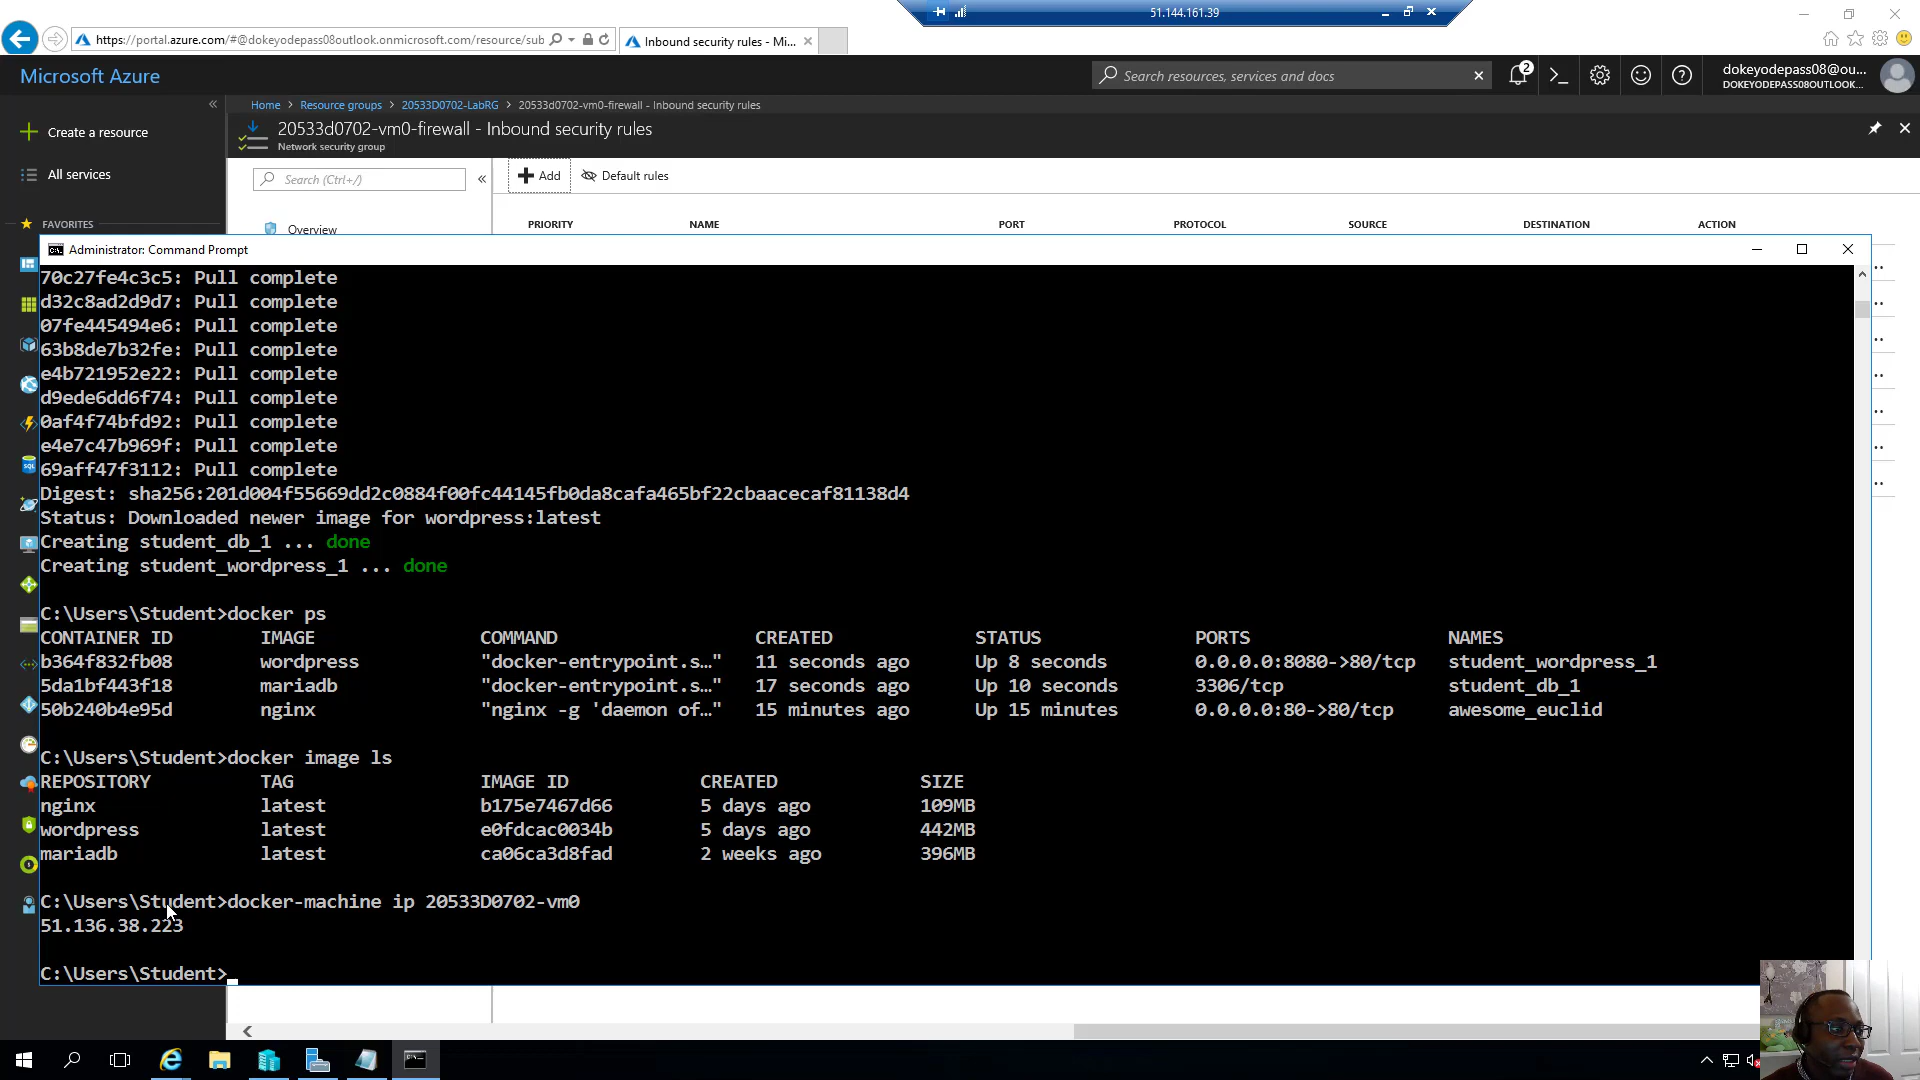 51.144.161.39
https://portal.azure.com/#@dokeyodepass08outlook.onmicrosoft.com/resource/sub
Inbound security rules - Mi...
Microsoft Azure
Search resources, services and docs
2
dokeyodepass08@ou...
DOKEYODEPASS08OUTLOOK...
Home > Resource groups > 20533D0702-LabRG > 20533d0702-vm0-firewall - Inbound security rules
Create a resource
20533d0702-vm0-firewall - Inbound security rules
Network security group
All services
Search (Ctrl+/)
Add
Default rules
FAVORITES
Overview
PRIORITY NAME PORT PROTOCOL SOURCE DESTINATION ACTION
Administrator: Command Prompt
70c27fe4c3c5: Pull complete
d32c8ad2d9d7: Pull complete
07fe445494e6: Pull complete
63b8de7b32fe: Pull complete
e4b721952e22: Pull complete
d9ede6dd6f74: Pull complete
0af4f74bfd92: Pull complete
e4e7c47b969f: Pull complete
69aff47f3112: Pull complete
Digest: sha256:201d004f55669dd2c0884f00fc44145fb0da8cafa465bf22cbaacecaf81138d4
Status: Downloaded newer image for wordpress:latest
Creating student_db_1 ... done
Creating student_wordpress_1 ... done
C:\Users\Student>docker ps
CONTAINER ID IMAGE COMMAND CREATED STATUS PORTS NAMES
b364f832fb08 wordpress "docker-entrypoint.s…" 11 seconds ago Up 8 seconds 0.0.0.0:8080->80/tcp student_wordpress_1
5da1bf443f18 mariadb "docker-entrypoint.s…" 17 seconds ago Up 10 seconds 3306/tcp student_db_1
50b240b4e95d nginx "nginx -g 'daemon of…" 15 minutes ago Up 15 minutes 0.0.0.0:80->80/tcp awesome_euclid
C:\Users\Student>docker image ls
REPOSITORY TAG IMAGE ID CREATED SIZE
nginx latest b175e7467d66 5 days ago 109MB
wordpress latest e0fdcac0034b 5 days ago 442MB
mariadb latest ca06ca3d8fad 2 weeks ago 396MB
C:\Users\Student>docker-machine ip 20533D0702-vm0
51.136.38.223
C:\Users\Student>